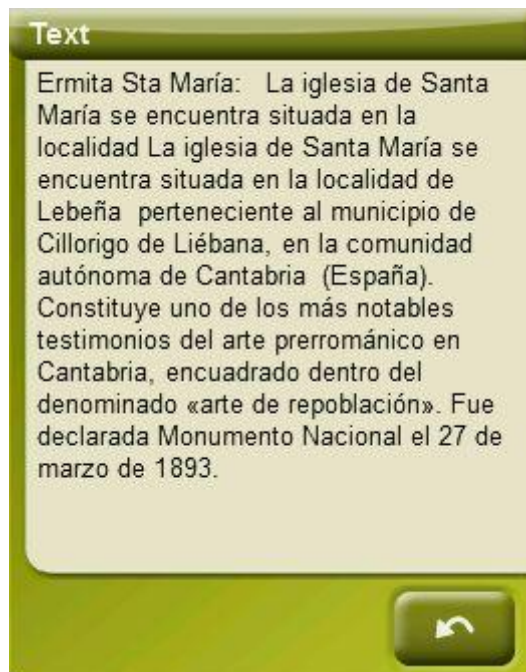 Text
Ermita Sta María:   La iglesia de Santa
María se encuentra situada en la
localidad La iglesia de Santa María se
encuentra situada en la localidad de
Lebeña  perteneciente al municipio de
Cillorigo de Liébana, en la comunidad
autónoma de Cantabria  (España).
Constituye uno de los más notables
testimonios del arte prerrománico en
Cantabria, encuadrado dentro del
denominado «arte de repoblación». Fue
declarada Monumento Nacional el 27 de
marzo de 1893.